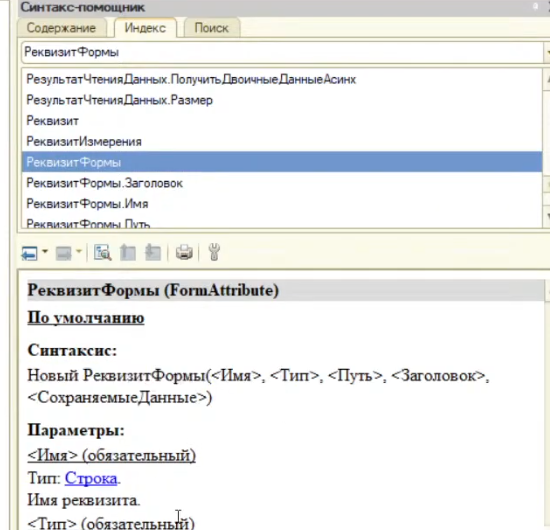 Синтакс-помощник
Содержание Индекс Поиск
РеквизитФормы
РезультатЧтенияДанных.ПолучитьДвоичныеДанныеАсинх
РезультатЧтенияДанных.Размер
Реквизит
РеквизитИзмерения
РеквизитФормы
РеквизитФормы.Заголовок
РеквизитФормы.Имя
РеквизитФормы.Путь
РеквизитФормы (FormAttribute)
По умолчанию
Синтаксис:
Новый РеквизитФормы(<Имя>, <Тип>, <Путь>, <Заголовок>,
<СохраняемыеДанные>)
Параметры:
<Имя> (обязательный)
Тип: Строка.
Имя реквизита.
<Тип> (обязательный)